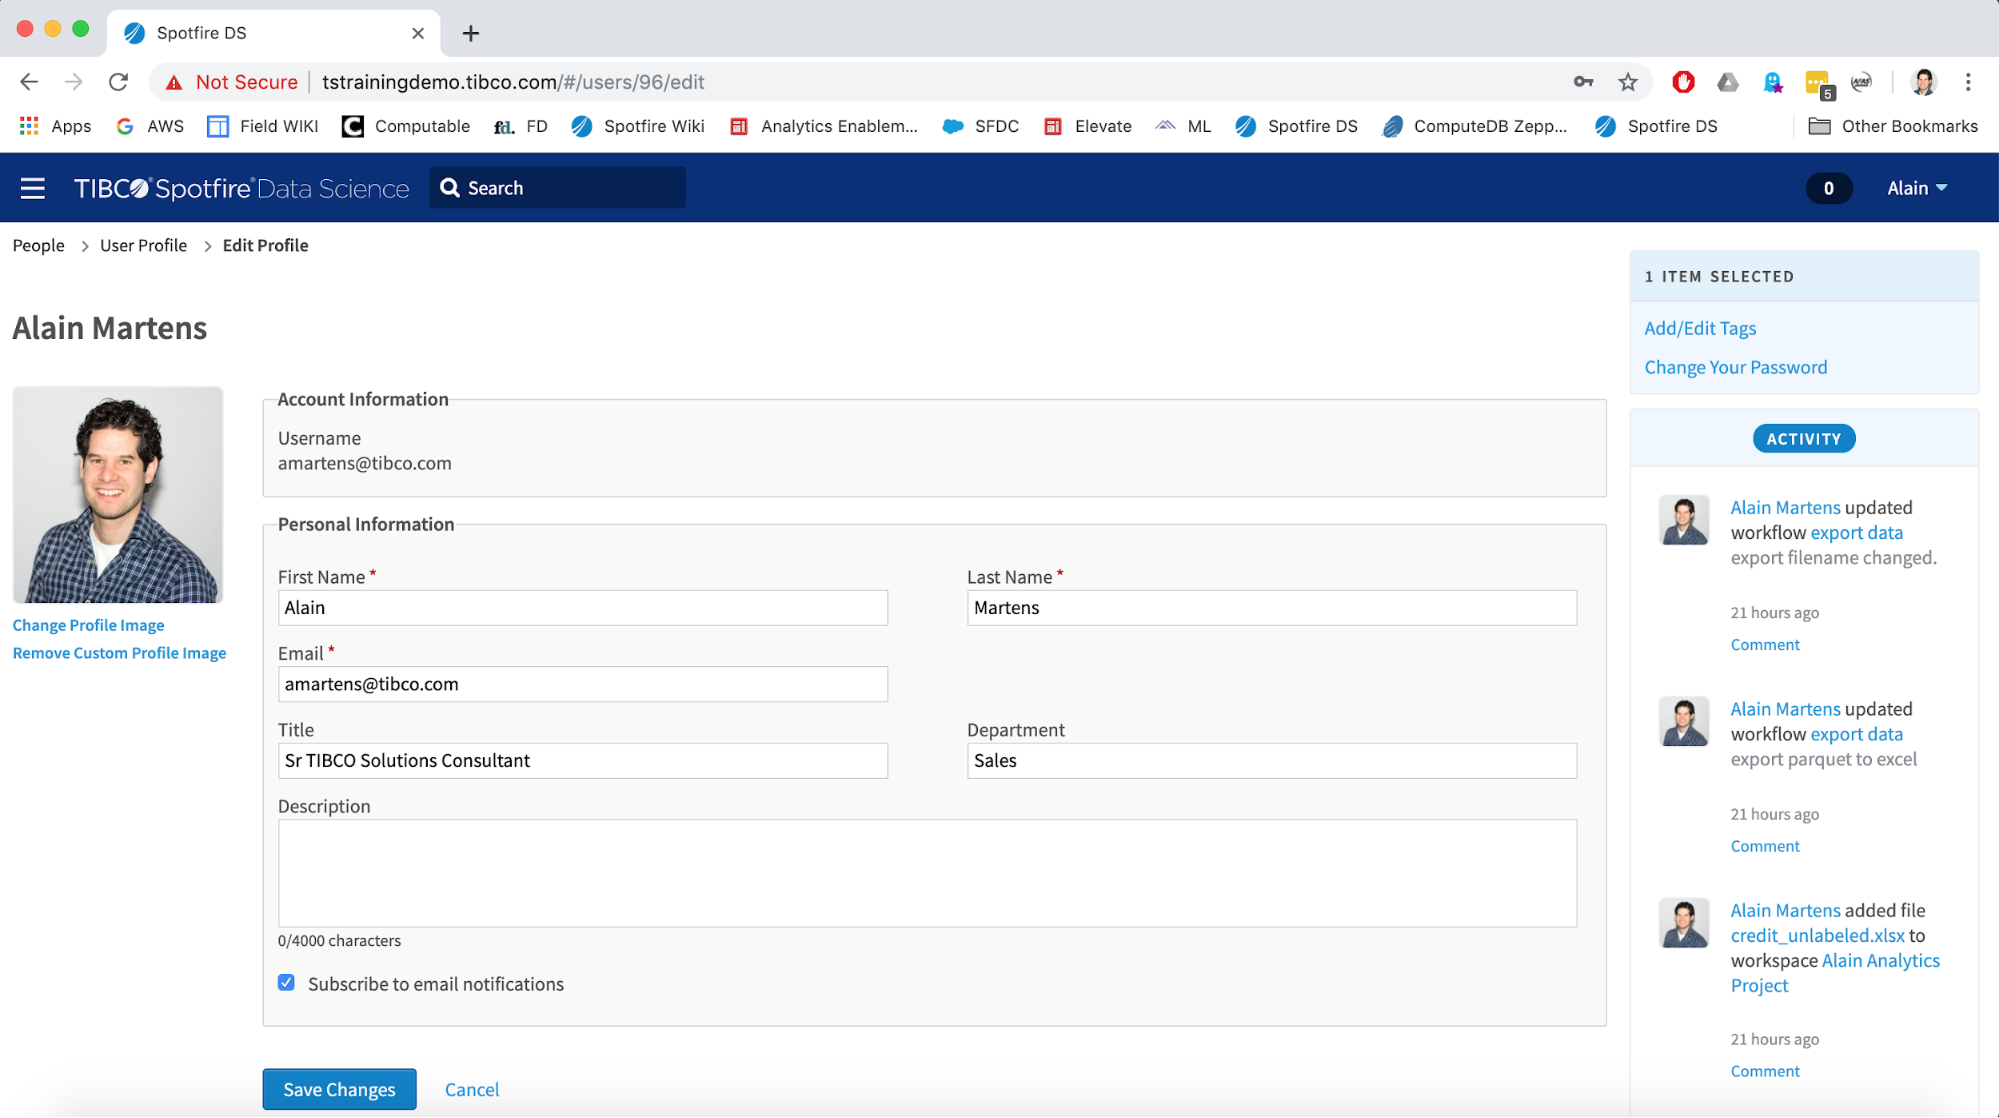 Spotfire DS
Not Secure tstrainingdemo.tibco.com/#/users/96/edit
5
Apps AWS Field WIKI Computable fd. FD Spotfire Wiki Analytics Enablem... SFDC Elevate ML Spotfire DS ComputeDB Zepp... Spotfire DS Other Bookmarks
TIBCO® Spotfire® Data Science Search 0 Alain
People > User Profile > Edit Profile
1 ITEM SELECTED
Add/Edit Tags
Change Your Password
Alain Martens
Change Profile Image
Remove Custom Profile Image
Account Information
Username
amartens@tibco.com
Personal Information
First Name * Last Name *
Alain Martens
Email *
amartens@tibco.com
Title Department
Sr TIBCO Solutions Consultant Sales
Description
0/4000 characters
Subscribe to email notifications
Save Changes Cancel
ACTIVITY
Alain Martens updated
workflow export data
export filename changed.
21 hours ago
Comment
Alain Martens updated
workflow export data
export parquet to excel
21 hours ago
Comment
Alain Martens added file
credit_unlabeled.xlsx to
workspace Alain Analytics
Project
21 hours ago
Comment